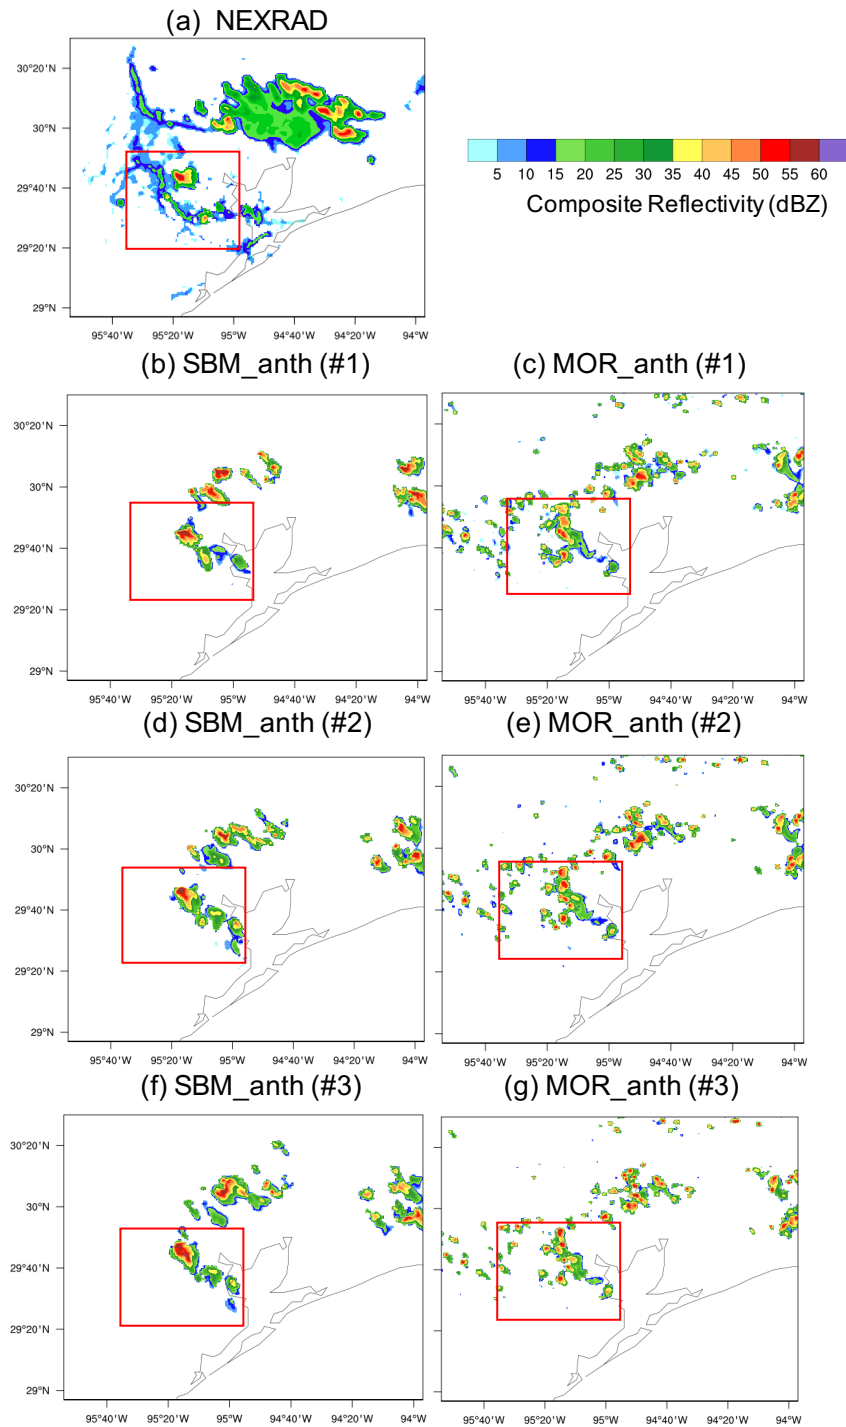 (a) NEXRAD
30°20'N
30°N
29°40'N
29°20'N
29°N
95°40'W 95°20'W 95°W 94°40'W 94°20'W 94°W
5 10 15 20 25 30 35 40 45 50 55 60
Composite Reflectivity (dBZ)
(b) SBM_anth (#1)
30°20'N
30°N
29°40'N
29°20'N
29°N
95°40'W 95°20'W 95°W 94°40'W 94°20'W 94°W
(c) MOR_anth (#1)
95°40'W 95°20'W 95°W 94°40'W 94°20'W 94°W
(d) SBM_anth (#2)
30°20'N
30°N
29°40'N
29°20'N
29°N
95°40'W 95°20'W 95°W 94°40'W 94°20'W 94°W
(e) MOR_anth (#2)
95°40'W 95°20'W 95°W 94°40'W 94°20'W 94°W
(f) SBM_anth (#3)
30°20'N
30°N
29°40'N
29°20'N
29°N
95°40'W 95°20'W 95°W 94°40'W 94°20'W 94°W
(g) MOR_anth (#3)
95°40'W 95°20'W 95°W 94°40'W 94°20'W 94°W